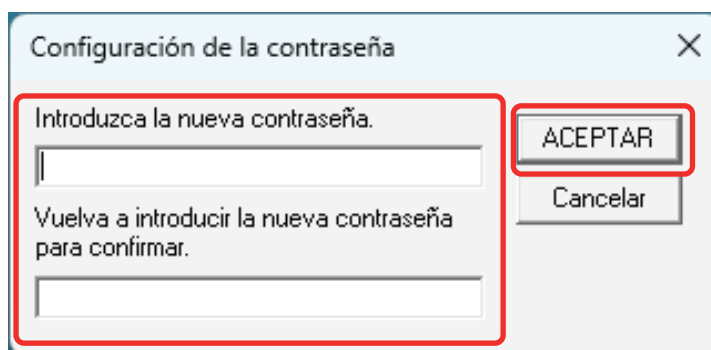 Configuración de la contraseña
Introduzca la nueva contraseña.
ACEPTAR
Cancelar
Vuelva a introducir la nueva contraseña
para confirmar.